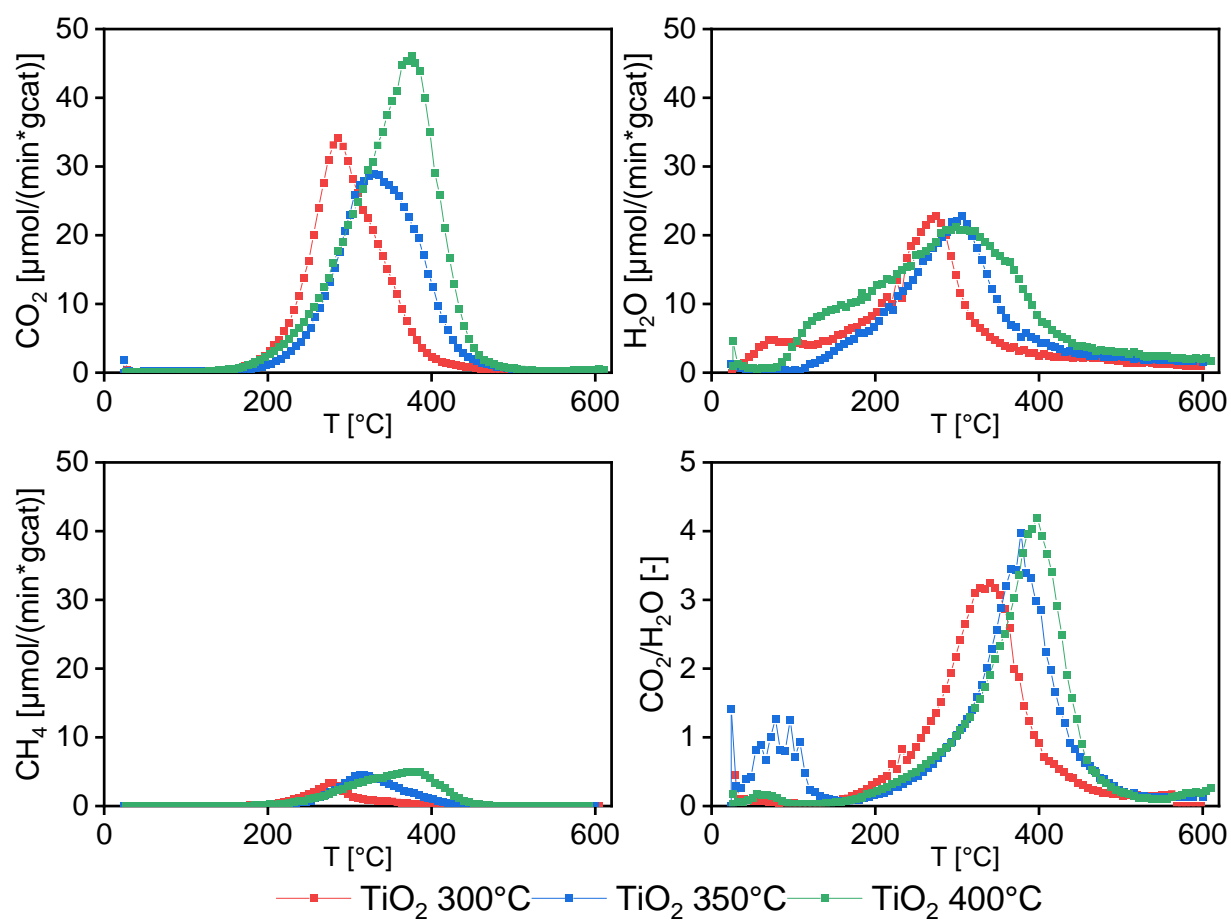 CO₂ [µmol/(min*gcat)]
50
40
30
20
10
0
0 200 400 600
T [°C]
H₂O [µmol/(min*gcat)]
50
40
30
20
10
0
0 200 400 600
T [°C]
CH₄ [µmol/(min*gcat)]
50
40
30
20
10
0
0 200 400 600
T [°C]
CO₂/H₂O [-]
5
4
3
2
1
0
0 200 400 600
T [°C]
TiO₂ 300°C TiO₂ 350°C TiO₂ 400°C